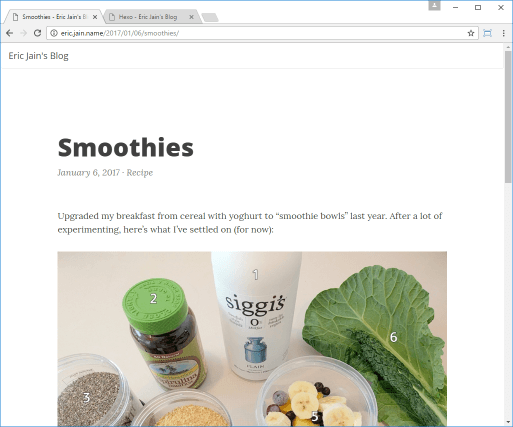 Smoothies - Eric Jain's B
Hexo - Eric Jain's Blog
eric.jain.name/2017/01/06/smoothies/
Eric Jain's Blog
Smoothies
January 6, 2017 · Recipe
Upgraded my breakfast from cereal with yoghurt to “smoothie bowls” last year. After a lot of
experimenting, here’s what I’ve settled on (for now):
1
2
siggi's
0%
PLAIN
6
3
5